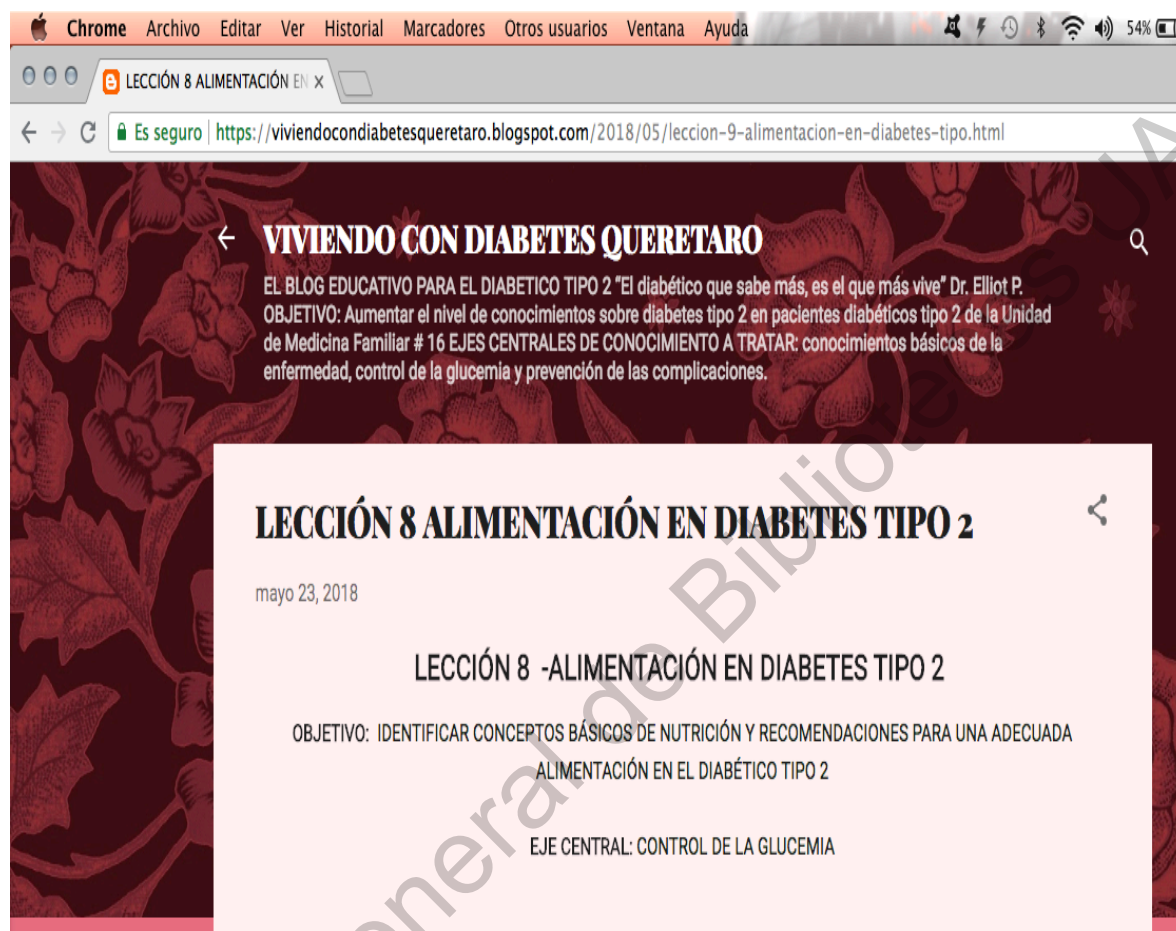 Chrome Archivo Editar Ver Historial Marcadores Otros usuarios Ventana Ayuda 54%
LECCIÓN 8 ALIMENTACIÓN EN
Es seguro https://viviendocondiabetesqueretaro.blogspot.com/2018/05/leccion-9-alimentacion-en-diabetes-tipo.html
VIVIENDO CON DIABETES QUERETARO
EL BLOG EDUCATIVO PARA EL DIABETICO TIPO 2 “El diabético que sabe más, es el que más vive” Dr. Elliot P.
OBJETIVO: Aumentar el nivel de conocimientos sobre diabetes tipo 2 en pacientes diabéticos tipo 2 de la Unidad
de Medicina Familiar # 16 EJES CENTRALES DE CONOCIMIENTO A TRATAR: conocimientos básicos de la
enfermedad, control de la glucemia y prevención de las complicaciones.
LECCIÓN 8 ALIMENTACIÓN EN DIABETES TIPO 2
mayo 23, 2018
LECCIÓN 8 -ALIMENTACIÓN EN DIABETES TIPO 2
OBJETIVO: IDENTIFICAR CONCEPTOS BÁSICOS DE NUTRICIÓN Y RECOMENDACIONES PARA UNA ADECUADA
ALIMENTACIÓN EN EL DIABÉTICO TIPO 2
EJE CENTRAL: CONTROL DE LA GLUCEMIA
de